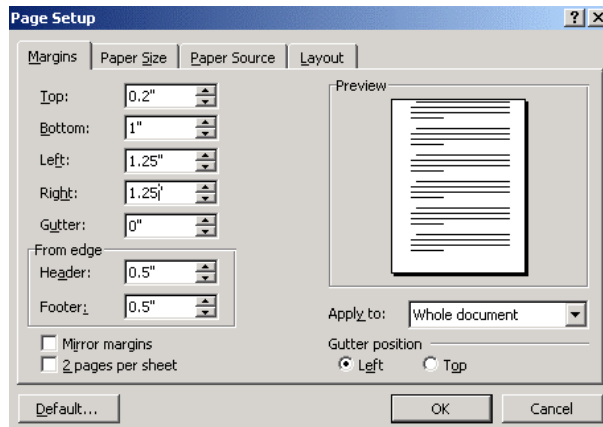 Page Setup
Margins Paper Size Paper Source Layout
Top: 0.2"
Bottom: 1"
Left: 1.25"
Right: 1.25"
Gutter: 0"
From edge
Header: 0.5"
Footer: 0.5"
Mirror margins
2 pages per sheet
Preview
Apply to: Whole document
Gutter position
Left Top
Default... OK Cancel